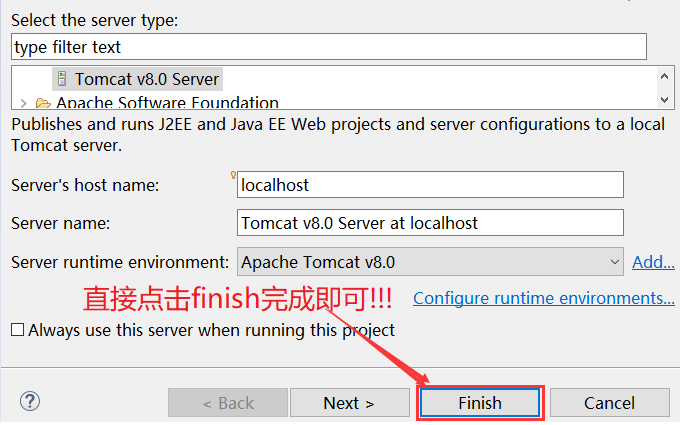 Select the server type:
type filter text
Tomcat v8.0 Server
Apache Software Foundation
Publishes and runs J2EE and Java EE Web projects and server configurations to a local
Tomcat server.
Server's host name:
localhost
Server name:
Tomcat v8.0 Server at localhost
Server runtime environment:
Apache Tomcat v8.0
Add...
直接点击finish完成即可!!!
Configure runtime environments...
Always use this server when running this project
?
< Back
Next >
Finish
Cancel